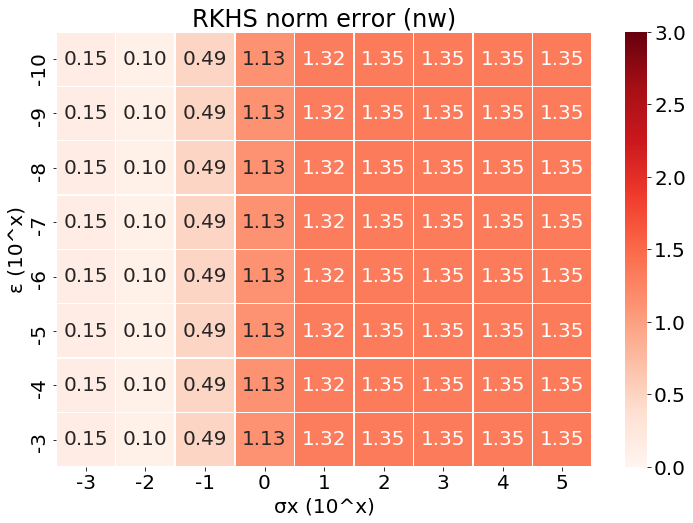 RKHS norm error (nw)
ε (10^x)
-10 0.15 0.10 0.49 1.13 1.32 1.35 1.35 1.35 1.35
-9 0.15 0.10 0.49 1.13 1.32 1.35 1.35 1.35 1.35
-8 0.15 0.10 0.49 1.13 1.32 1.35 1.35 1.35 1.35
-7 0.15 0.10 0.49 1.13 1.32 1.35 1.35 1.35 1.35
-6 0.15 0.10 0.49 1.13 1.32 1.35 1.35 1.35 1.35
-5 0.15 0.10 0.49 1.13 1.32 1.35 1.35 1.35 1.35
-4 0.15 0.10 0.49 1.13 1.32 1.35 1.35 1.35 1.35
-3 0.15 0.10 0.49 1.13 1.32 1.35 1.35 1.35 1.35
-3 -2 -1 0 1 2 3 4 5
σx (10^x)
3.0
2.5
2.0
1.5
1.0
0.5
0.0